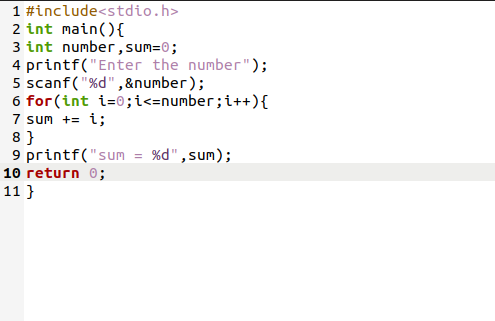 1 #include<stdio.h>
2 int main(){
3 int number,sum=0;
4 printf("Enter the number");
5 scanf("%d",&number);
6 for(int i=0;i<=number;i++){
7 sum += i;
8 }
9 printf("sum = %d",sum);
10 return 0;
11 }